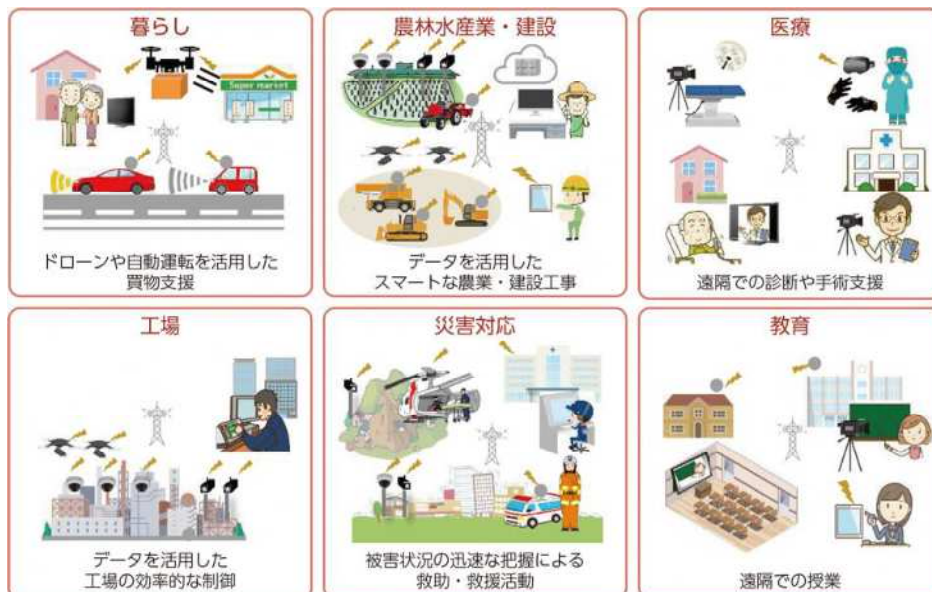 暮らし
Super market
ドローンや自動運転を活用した
買物支援
農林水産業・建設
データを活用した
スマートな農業・建設工事
医療
遠隔での診断や手術支援
工場
データを活用した
工場の効率的な制御
災害対応
被害状況の迅速な把握による
救助・救援活動
教育
遠隔での授業